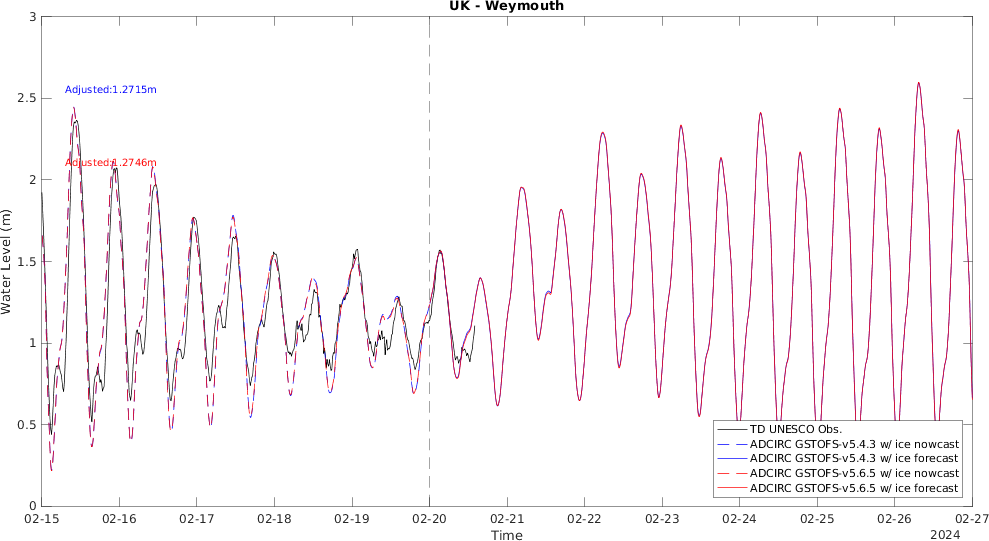 UK - Weymouth
3
2.5
2
1.5
1
0.5
0
Water Level (m)
Adjusted:1.2715m
Adjusted:1.2746m
TD UNESCO Obs.
ADCIRC GSTOFS-v5.4.3 w/ ice nowcast
ADCIRC GSTOFS-v5.4.3 w/ ice forecast
ADCIRC GSTOFS-v5.6.5 w/ ice nowcast
ADCIRC GSTOFS-v5.6.5 w/ ice forecast
02-15 02-16 02-17 02-18 02-19 02-20 02-21 02-22 02-23 02-24 02-25 02-26 02-27
Time
2024